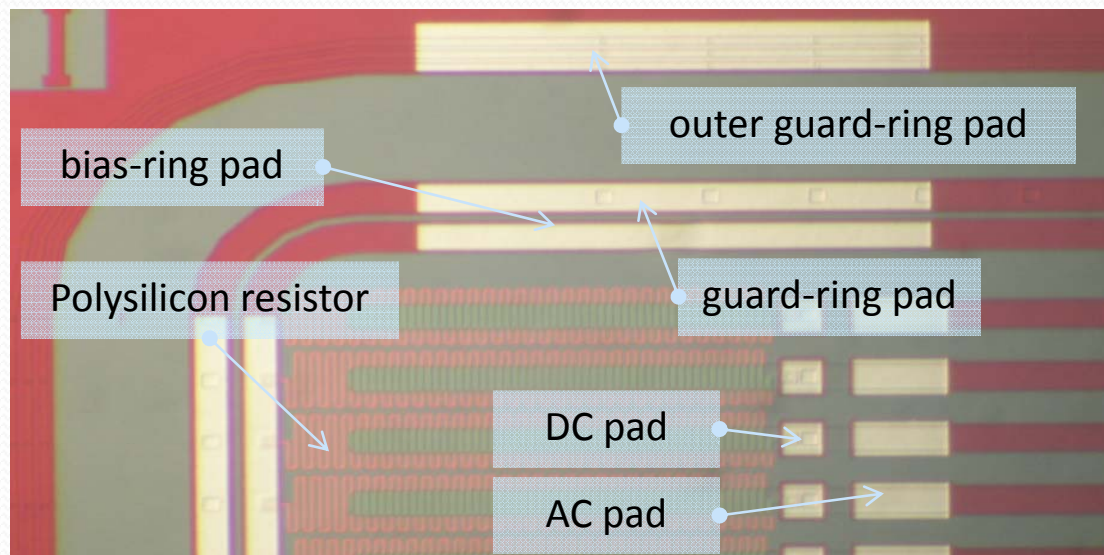 outer guard-ring pad
bias-ring pad
Polysilicon resistor
guard-ring pad
DC pad
AC pad